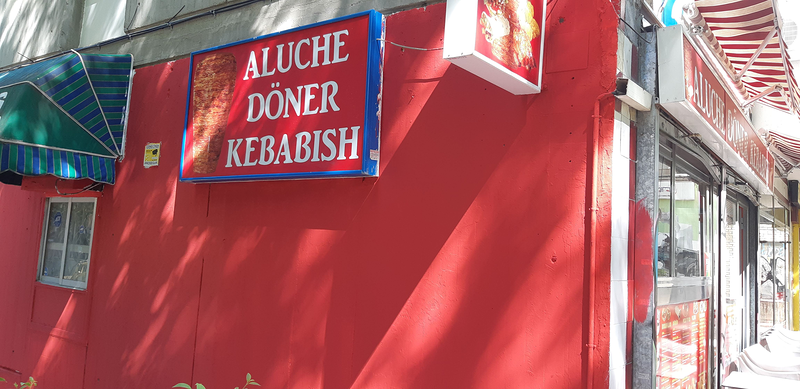 ALUCHE
DÖNER
KEBABISH
ALUCHE DÖNER